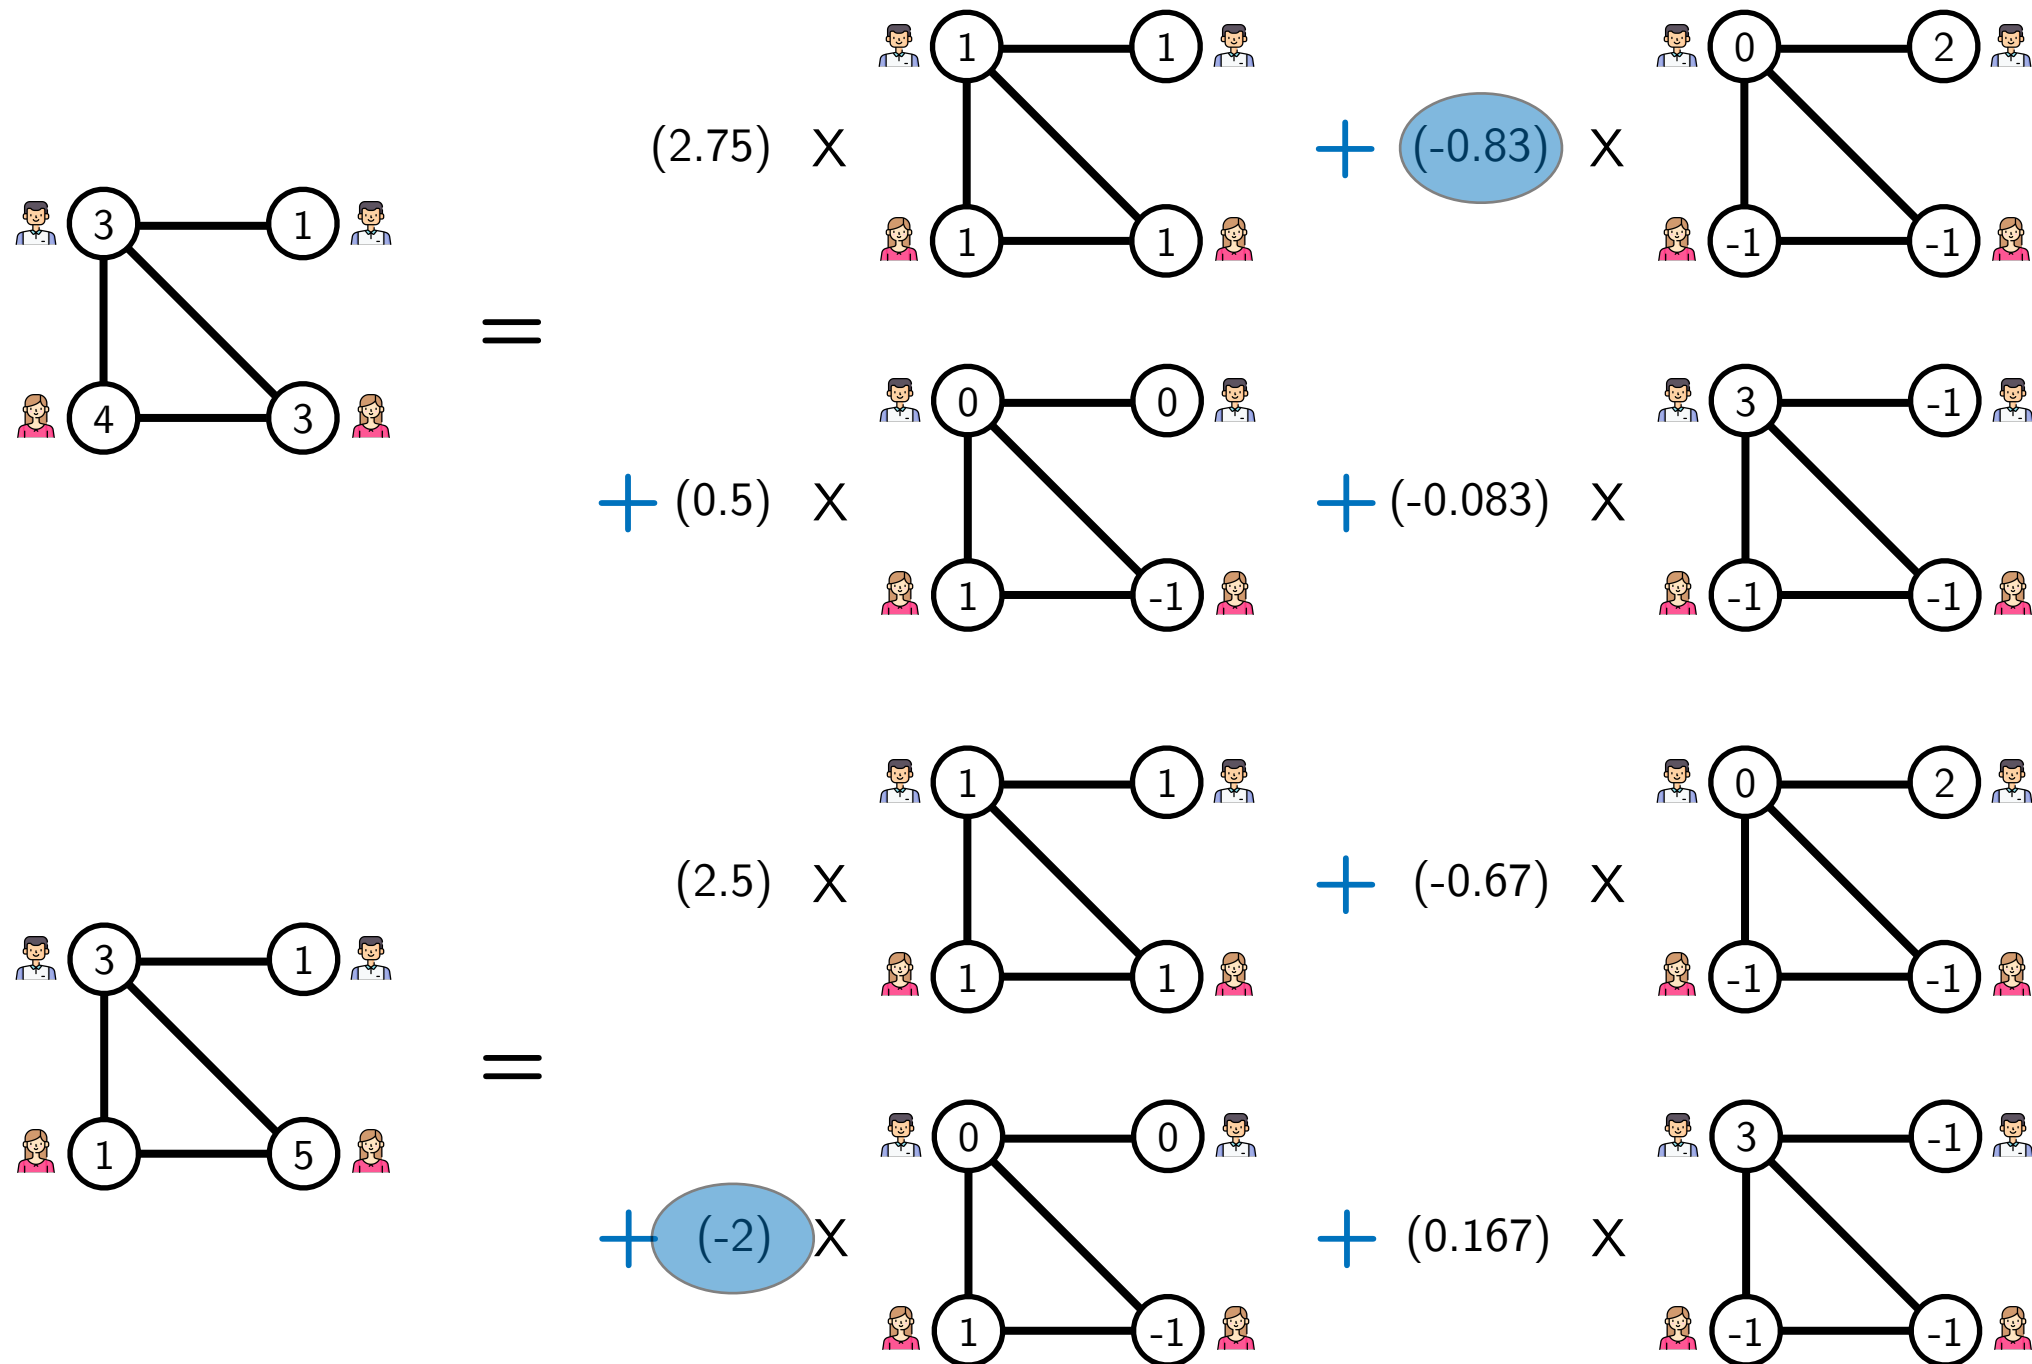 1 1 0 2
(2.75) X + (-0.83) X
3 1
1 1 -1 -1
=
4 3
0 0 3 -1
+ (0.5) X + (-0.083) X
1 -1 -1 -1
1 1 0 2
(2.5) X + (-0.67) X
3 1
1 1 -1 -1
=
1 5
0 0 3 -1
+ (-2) X + (0.167) X
1 -1 -1 -1